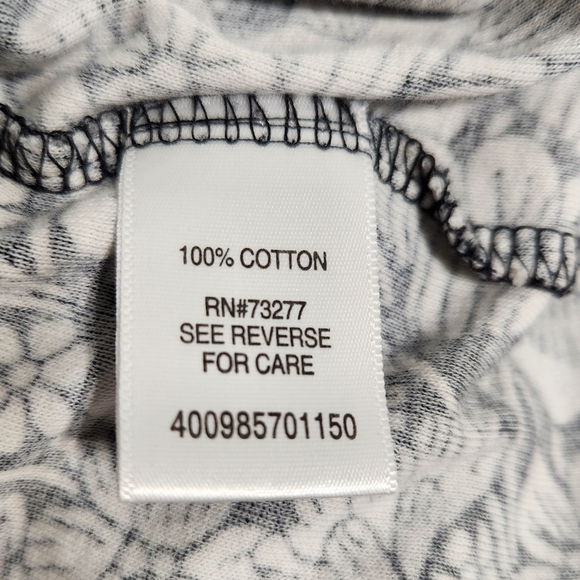 100% COTTON
RN#73277
SEE REVERSE
FOR CARE
400985701150